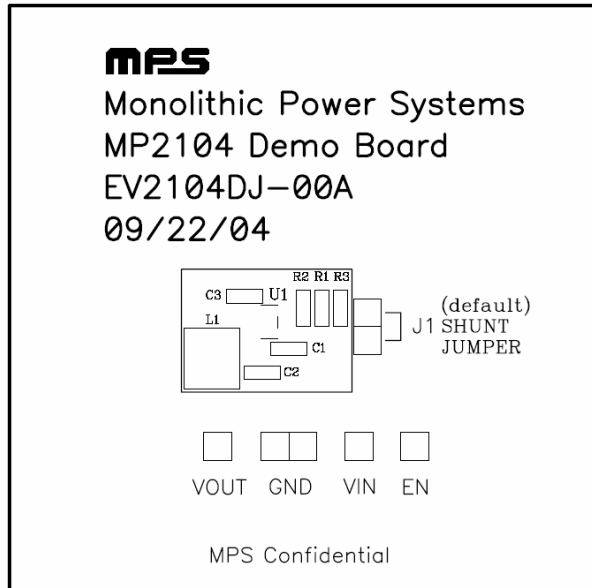 mps
Monolithic Power Systems
MP2104 Demo Board
EV2104DJ-00A
09/22/04
R2 R1 R3
C3 U1
L1
C1
C2
J1 (default)
SHUNT
JUMPER
VOUT GND VIN EN
MPS Confidential